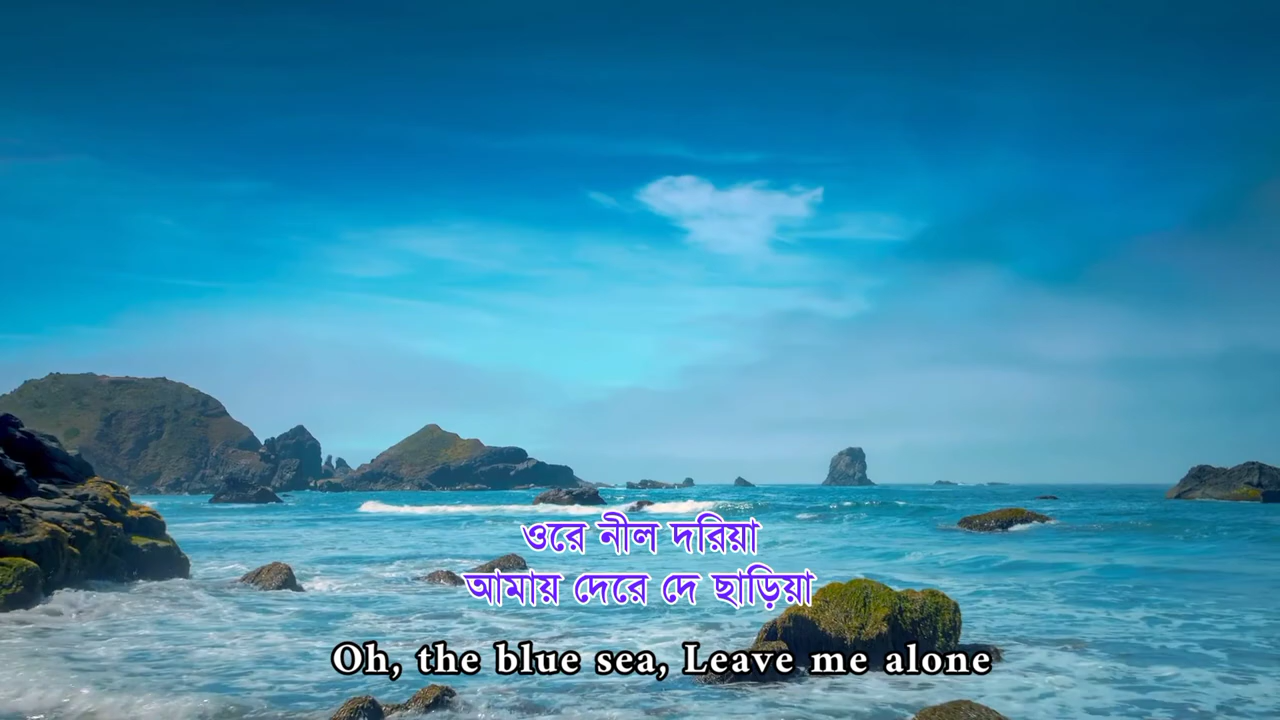 ওরে নীল দরিয়া
আমায় দেরে দে ছাড়িয়া
Oh, the blue sea, Leave me alone